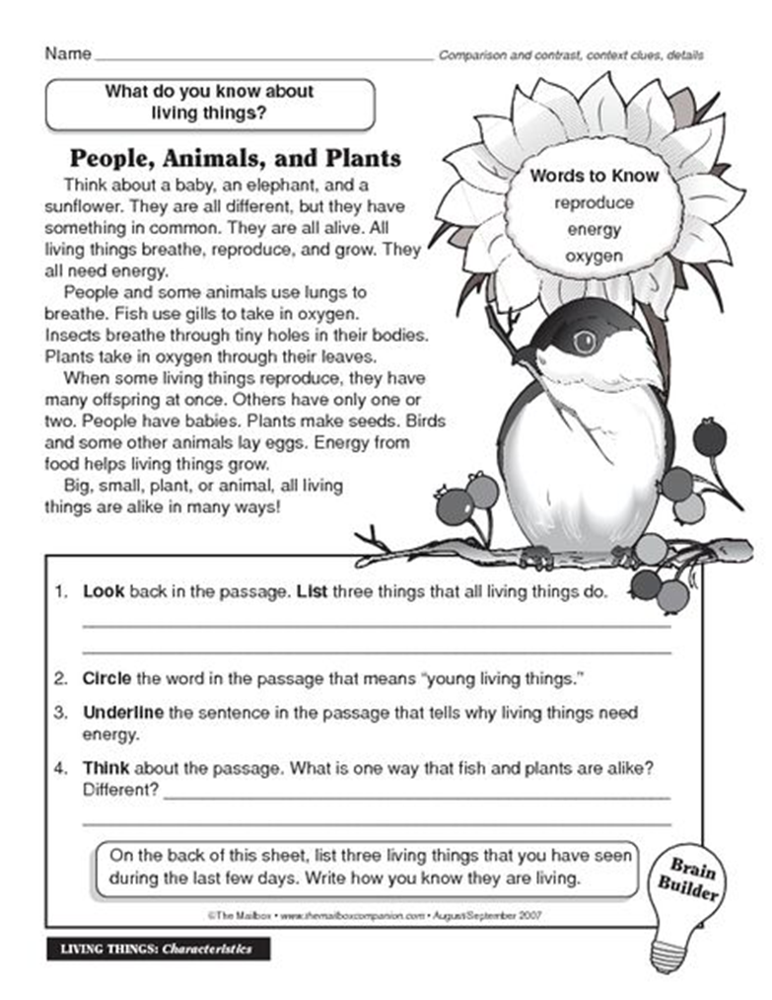 Name
Comparison and contrast, context clues, details
What do you know about
living things?
People, Animals, and Plants
Think about a baby, an elephant, and a
sunflower. They are all different, but they have
something in common. They are all alive. All
living things breathe, reproduce, and grow. They
all need energy.
People and some animals use lungs to
breathe. Fish use gills to take in oxygen.
Insects breathe through tiny holes in their bodies.
Plants take in oxygen through their leaves.
When some living things reproduce, they have
many offspring at once. Others have only one or
two. People have babies. Plants make seeds. Birds
and some other animals lay eggs. Energy from
food helps living things grow.
Big, small, plant, or animal, all living
things are alike in many ways!
Words to Know
reproduce
energy
oxygen
1. Look back in the passage. List three things that all living things do.
2. Circle the word in the passage that means “young living things.”
3. Underline the sentence in the passage that tells why living things need
energy.
4. Think about the passage. What is one way that fish and plants are alike?
Different?
On the back of this sheet, list three living things that you have seen
during the last few days. Write how you know they are living.
Brain
Builder
©The Mailbox • www.themailboxcompanion.com • August/September 2007
LIVING THINGS: Characteristics